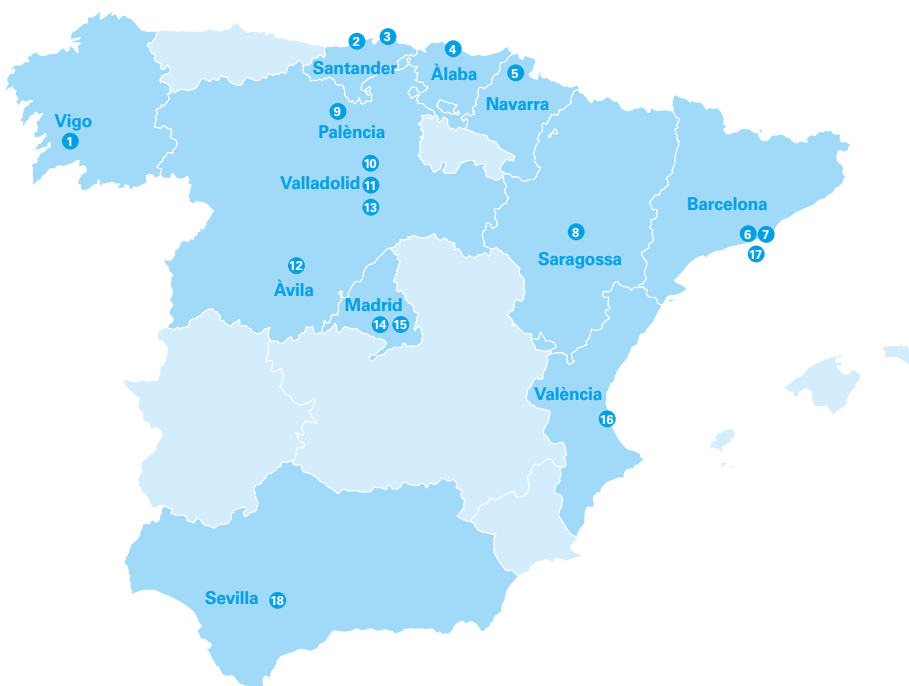 2
3
Santander
4
Àlaba
5
Navarra
Vigo
1
9
Palència
10
Valladolid 11
13
Barcelona
6 7
17
8
Saragossa
12
Àvila
Madrid
14 15
València
16
Sevilla 18